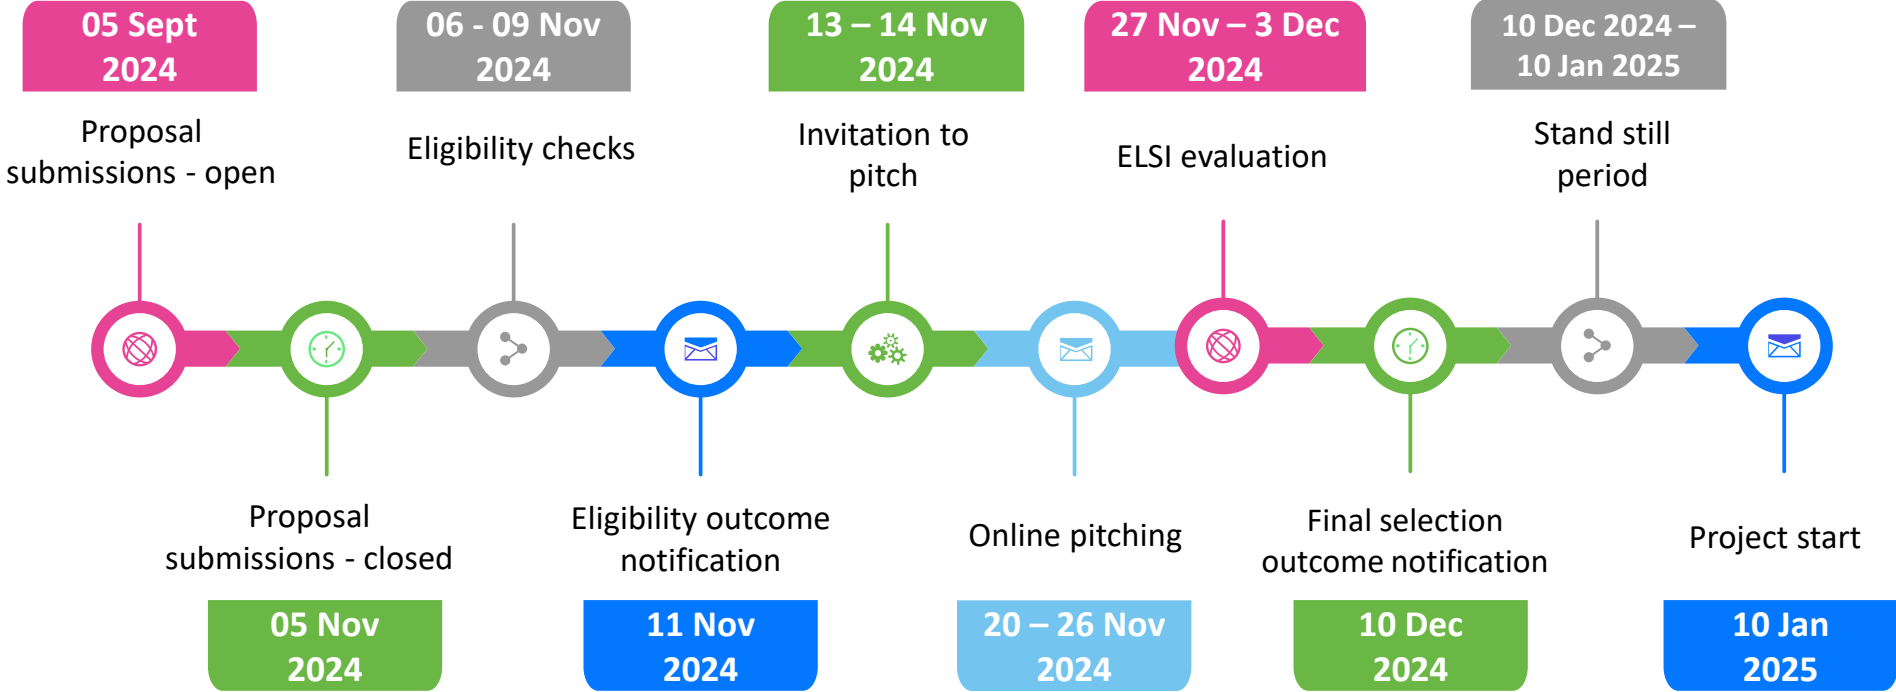 05 Sept
2024
Proposal
submissions - open
06 - 09 Nov
2024
Eligibility checks
13 – 14 Nov
2024
Invitation to
pitch
27 Nov – 3 Dec
2024
ELSI evaluation
10 Dec 2024 –
10 Jan 2025
Stand still
period
Proposal
submissions - closed
05 Nov
2024
Eligibility outcome
notification
11 Nov
2024
Online pitching
20 – 26 Nov
2024
Final selection
outcome notification
10 Dec
2024
Project start
10 Jan
2025